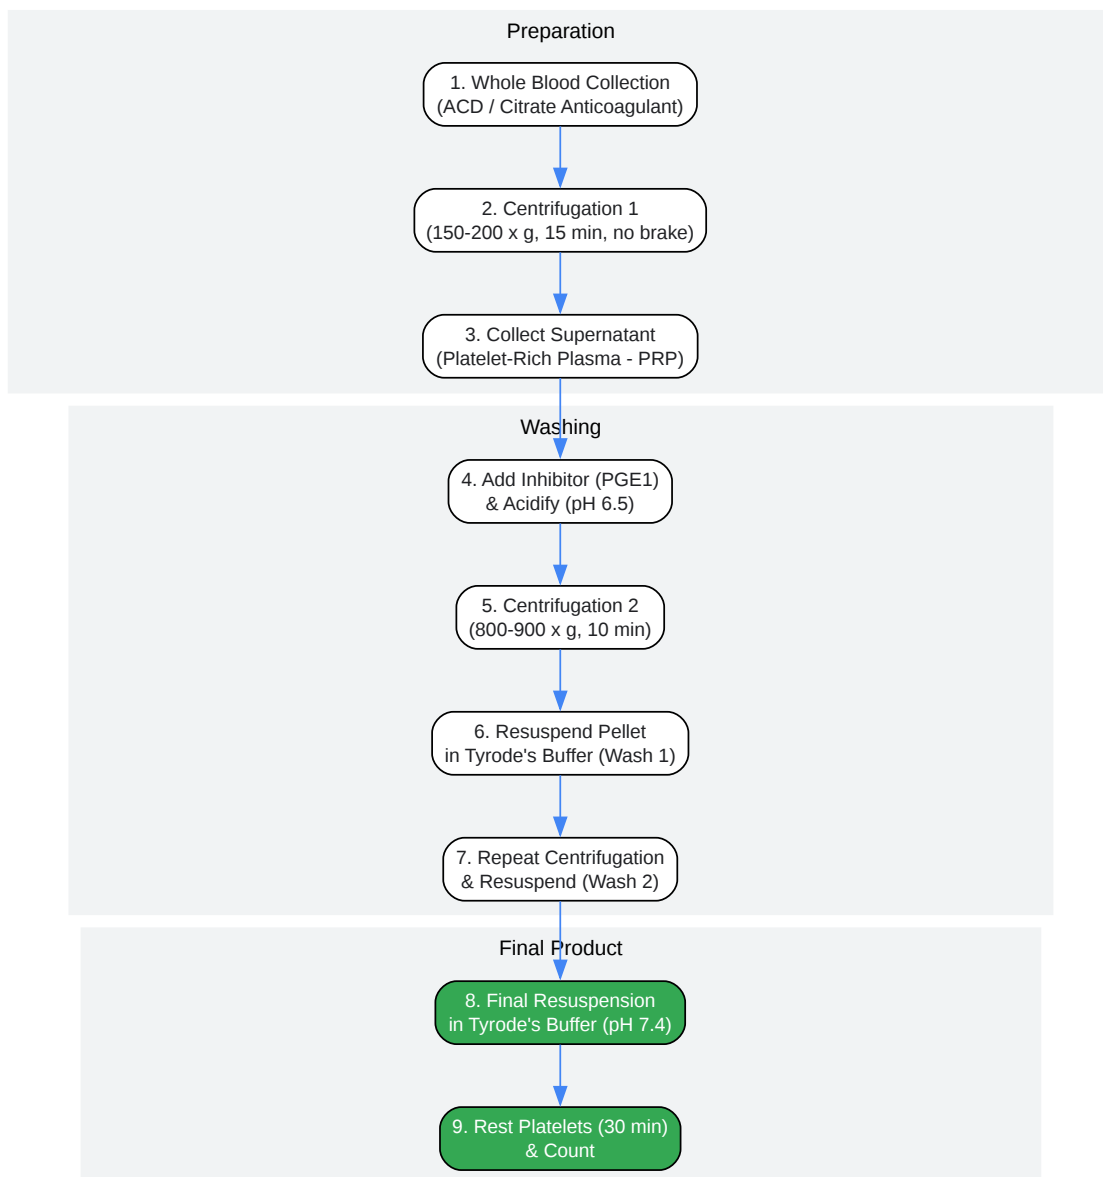 Preparation
1. Whole Blood Collection
(ACD / Citrate Anticoagulant)
2. Centrifugation 1
(150-200 x g, 15 min, no brake)
3. Collect Supernatant
(Platelet-Rich Plasma - PRP)
Washing
4. Add Inhibitor (PGE1)
& Acidify (pH 6.5)
5. Centrifugation 2
(800-900 x g, 10 min)
6. Resuspend Pellet
in Tyrode's Buffer (Wash 1)
7. Repeat Centrifugation
& Resuspend (Wash 2)
Final Product
8. Final Resuspension
in Tyrode's Buffer (pH 7.4)
9. Rest Platelets (30 min)
& Count